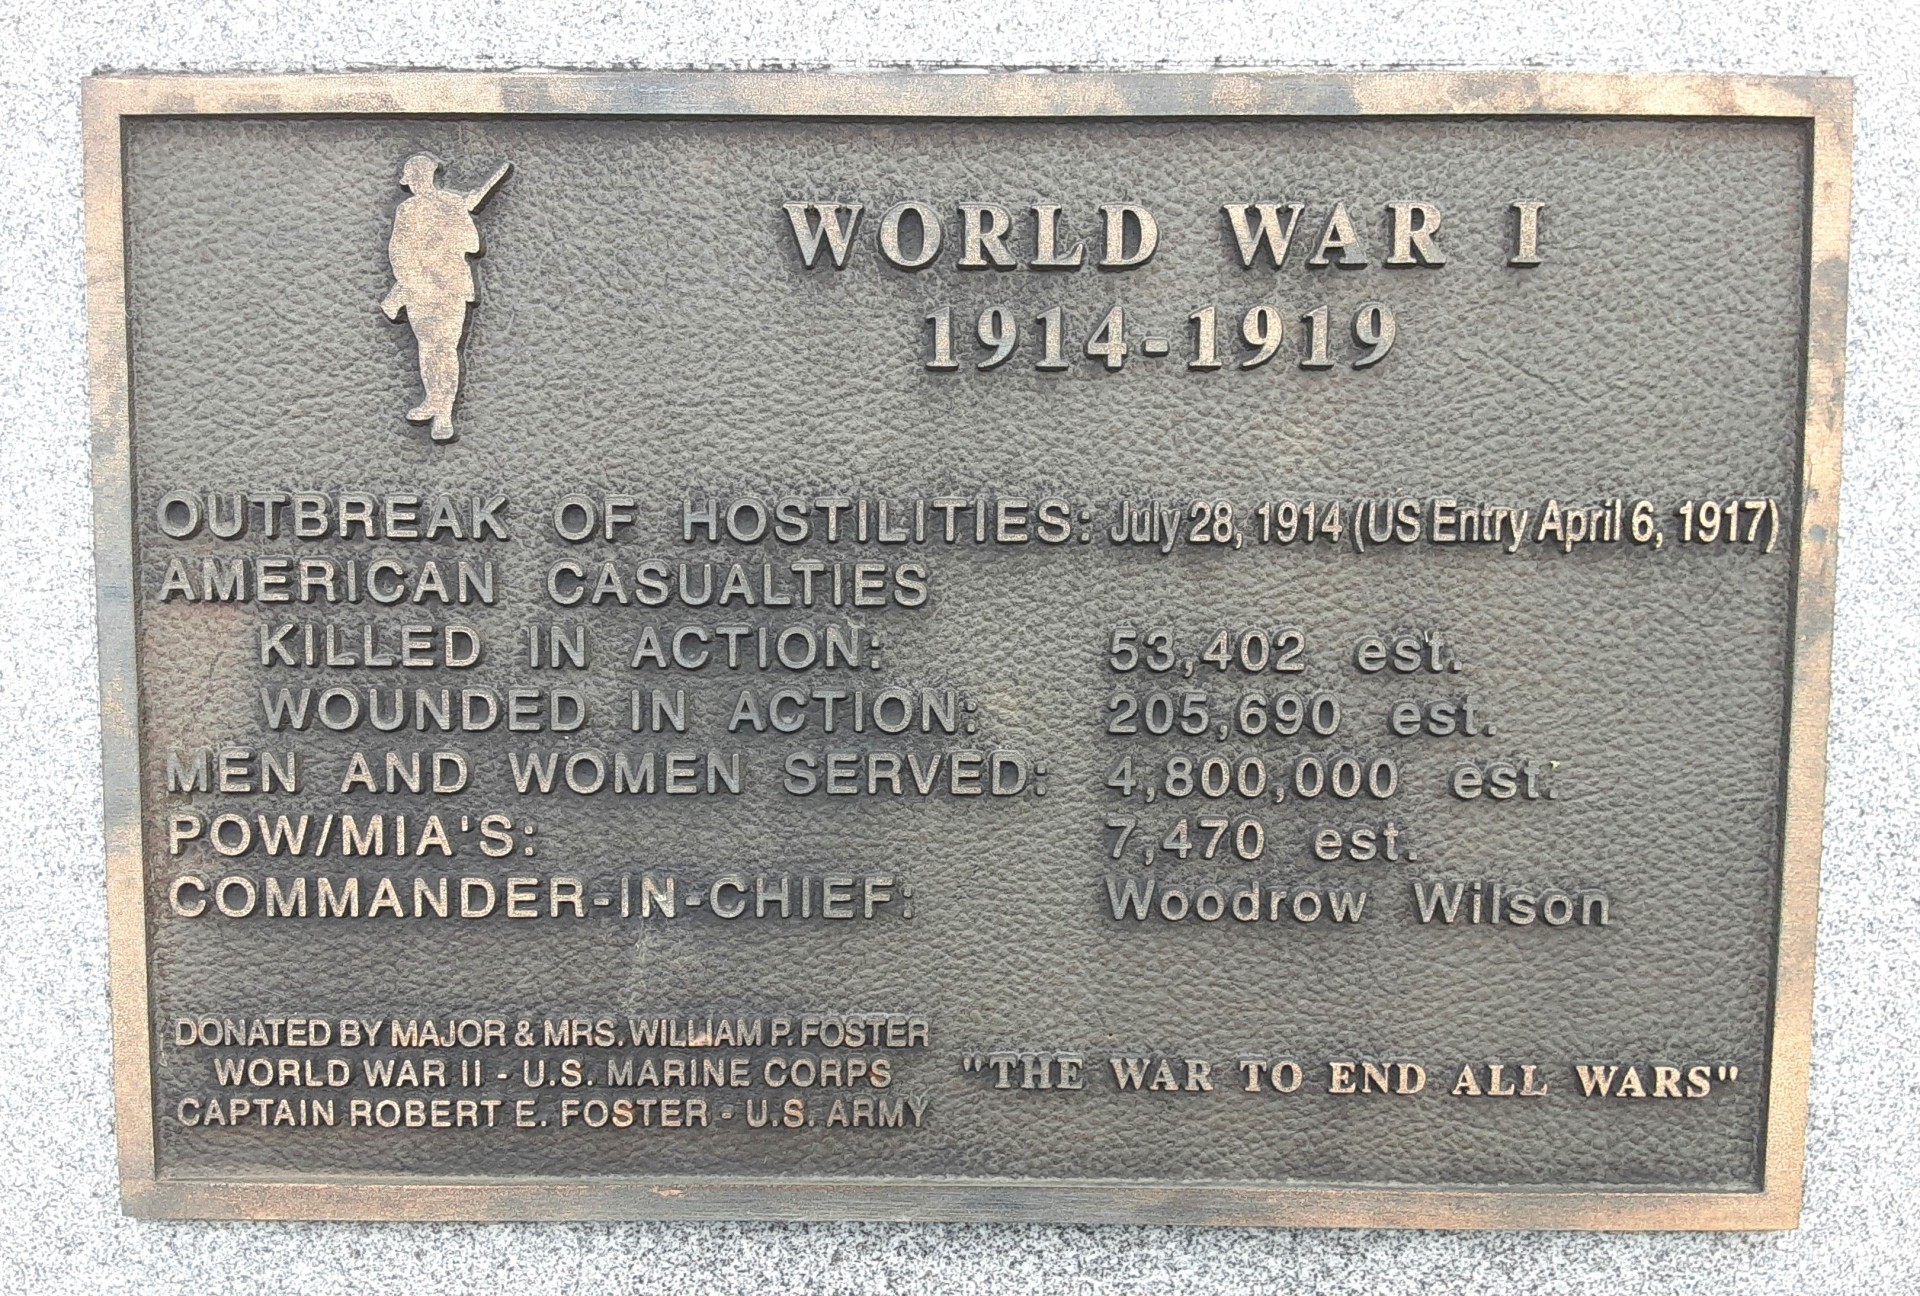 WORLD WAR I
1914-1919
OUTBREAK OF HOSTILITIES: July 28, 1914 (US Entry April 6, 1917)
AMERICAN CASUALTIES
KILLED IN ACTION: 53,402 est.
WOUNDED IN ACTION: 205,690 est.
MEN AND WOMEN SERVED: 4,800,000 est.
POW/MIA'S: 7,470 est.
COMMANDER-IN-CHIEF: Woodrow Wilson
DONATED BY MAJOR & MRS. WILLIAM P. FOSTER
WORLD WAR II - U.S. MARINE CORPS
CAPTAIN ROBERT E. FOSTER - U.S. ARMY
"THE WAR TO END ALL WARS"